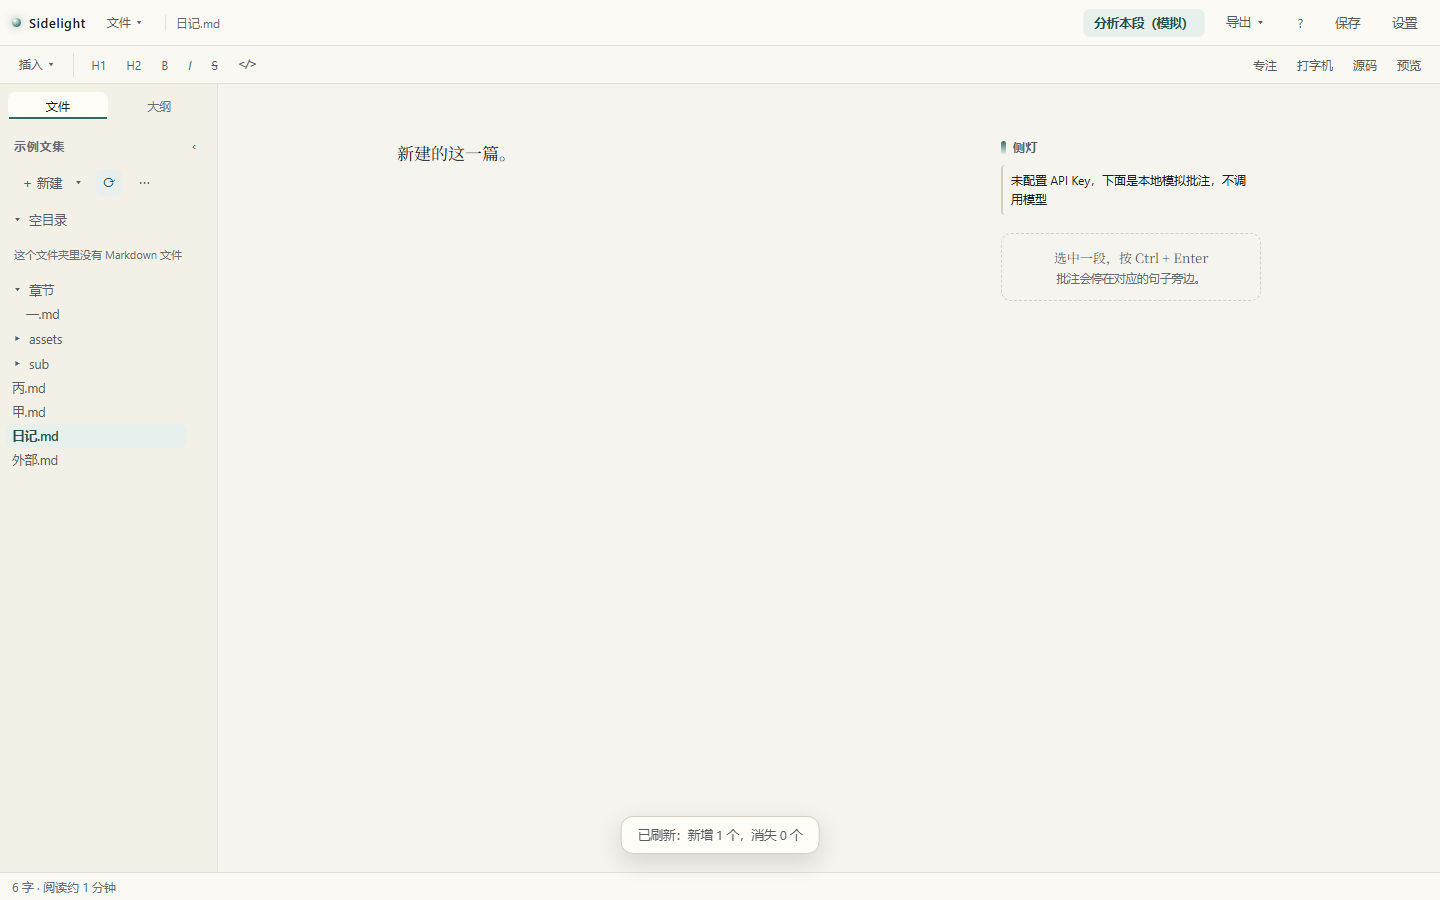 Sidelight 文件 日记.md 分析本段（模拟） 导出 ? 保存 设置
插入 H1 H2 B I S </> 专注 打字机 源码 预览
文件 大纲
示例文集
+ 新建 ···
空目录
这个文件夹里没有 Markdown 文件
章节
一.md
assets
sub
丙.md
甲.md
日记.md
外部.md
新建的这一篇。
侧灯
未配置 API Key，下面是本地模拟批注，不调
用模型
选中一段，按 Ctrl + Enter
批注会停在对应的句子旁边。
已刷新：新增 1 个，消失 0 个
6 字 · 阅读约 1 分钟